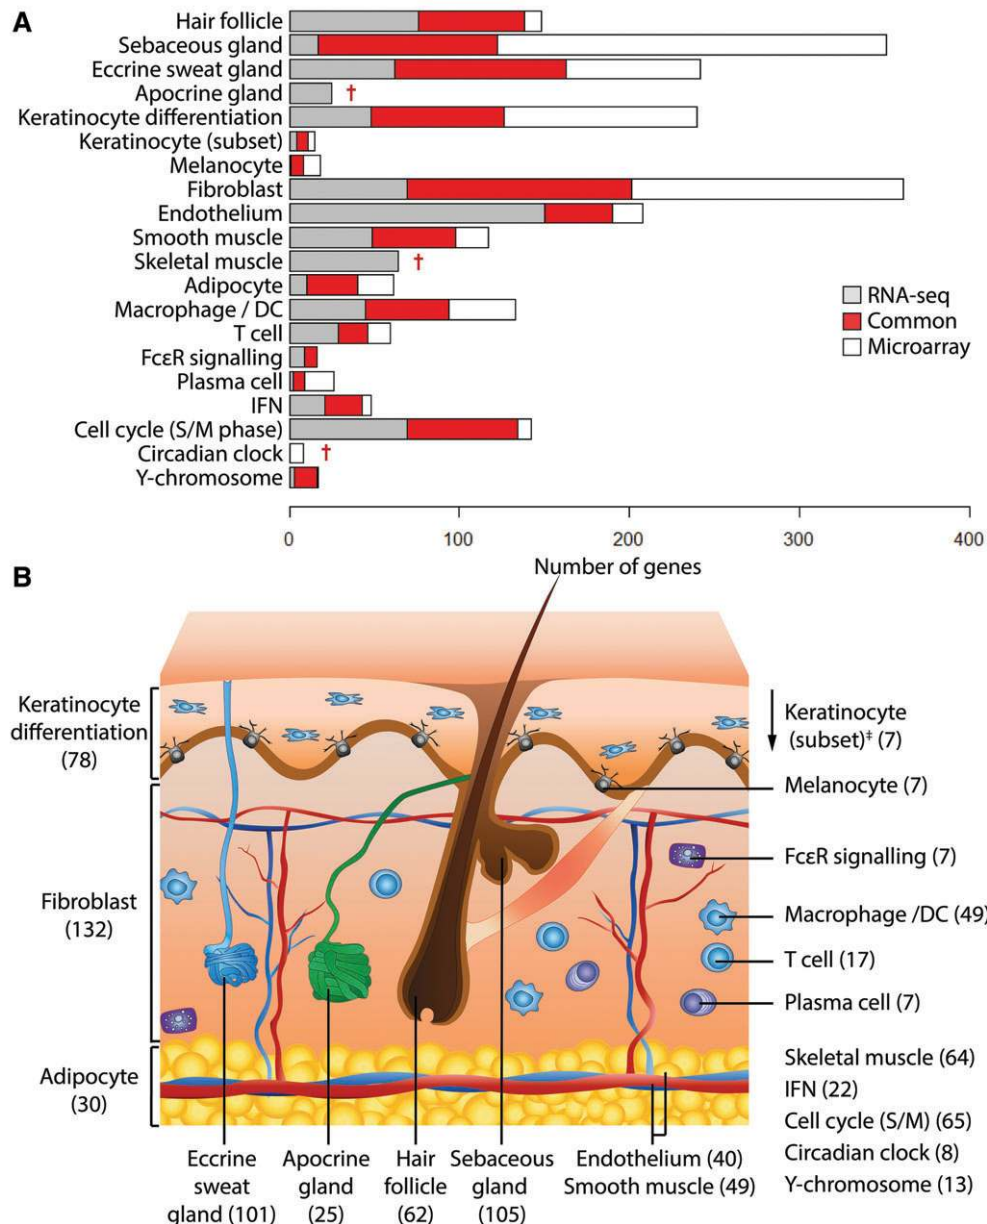 A
Hair follicle
Sebaceous gland
Eccrine sweat gland
Apocrine gland †
Keratinocyte differentiation
Keratinocyte (subset)
Melanocyte
Fibroblast
Endothelium
Smooth muscle
Skeletal muscle †
Adipocyte
Macrophage / DC
T cell
FcεR signalling
Plasma cell
IFN
Cell cycle (S/M phase)
Circadian clock †
Y-chromosome
RNA-seq
Common
Microarray
0 100 200 300 400
Number of genes
B
Keratinocyte
differentiation
(78)
Fibroblast
(132)
Adipocyte
(30)
Keratinocyte
(subset)‡ (7)
Melanocyte (7)
FcεR signalling (7)
Macrophage /DC (49)
T cell (17)
Plasma cell (7)
Skeletal muscle (64)
IFN (22)
Cell cycle (S/M) (65)
Circadian clock (8)
Y-chromosome (13)
Eccrine
sweat
gland (101)
Apocrine
gland
(25)
Hair
follicle
(62)
Sebaceous
gland
(105)
Endothelium (40)
Smooth muscle (49)